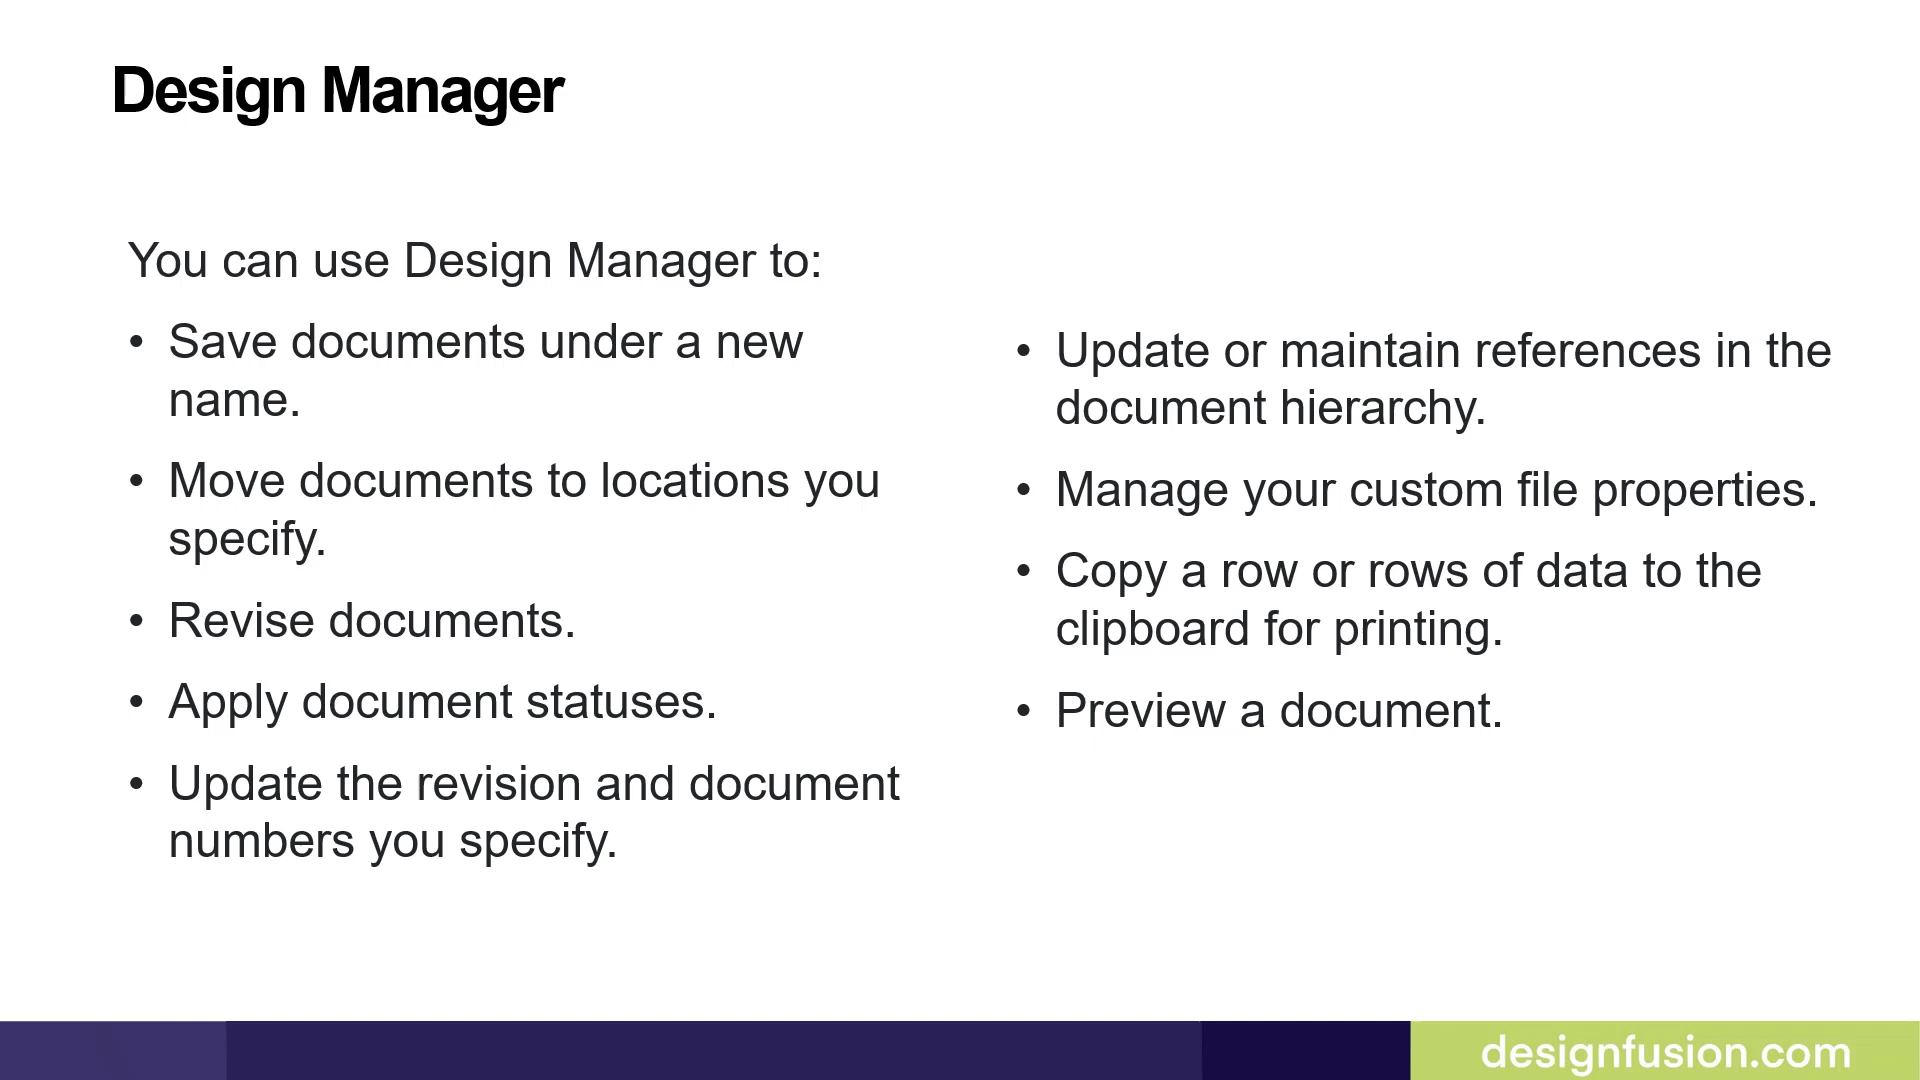 Design Manager
You can use Design Manager to:
• Save documents under a new
name.
• Move documents to locations you
specify.
• Revise documents.
• Apply document statuses.
• Update the revision and document
numbers you specify.
• Update or maintain references in the
document hierarchy.
• Manage your custom file properties.
• Copy a row or rows of data to the
clipboard for printing.
• Preview a document.
designfusion.com